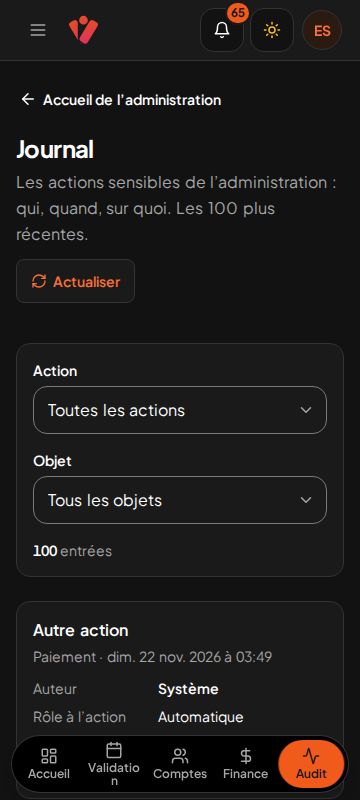 65
ES
Accueil de l'administration
Journal
Les actions sensibles de l'administration :
qui, quand, sur quoi. Les 100 plus
récentes.
Actualiser
Action
Toutes les actions
Objet
Tous les objets
100 entrées
Autre action
Paiement · dim. 22 nov. 2026 à 03:49
Auteur Système
Rôle à l'action Automatique
Accueil
Validatio
n
Comptes
Finance
Audit